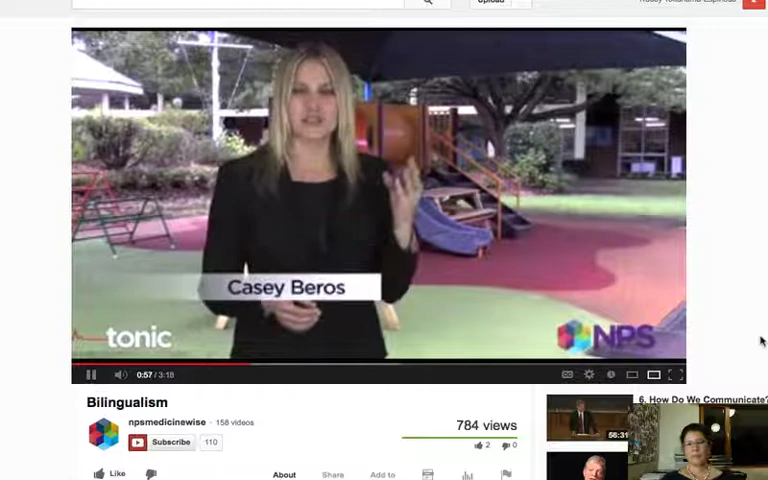 Upload
Casey Beros
tonic
NPS
0:57 / 3:18
Bilingualism
npsmedicinewise · 158 videos
Subscribe 110
784 views
2 0
Like
About Share Add to
6. How Do We Communicate?
56:31